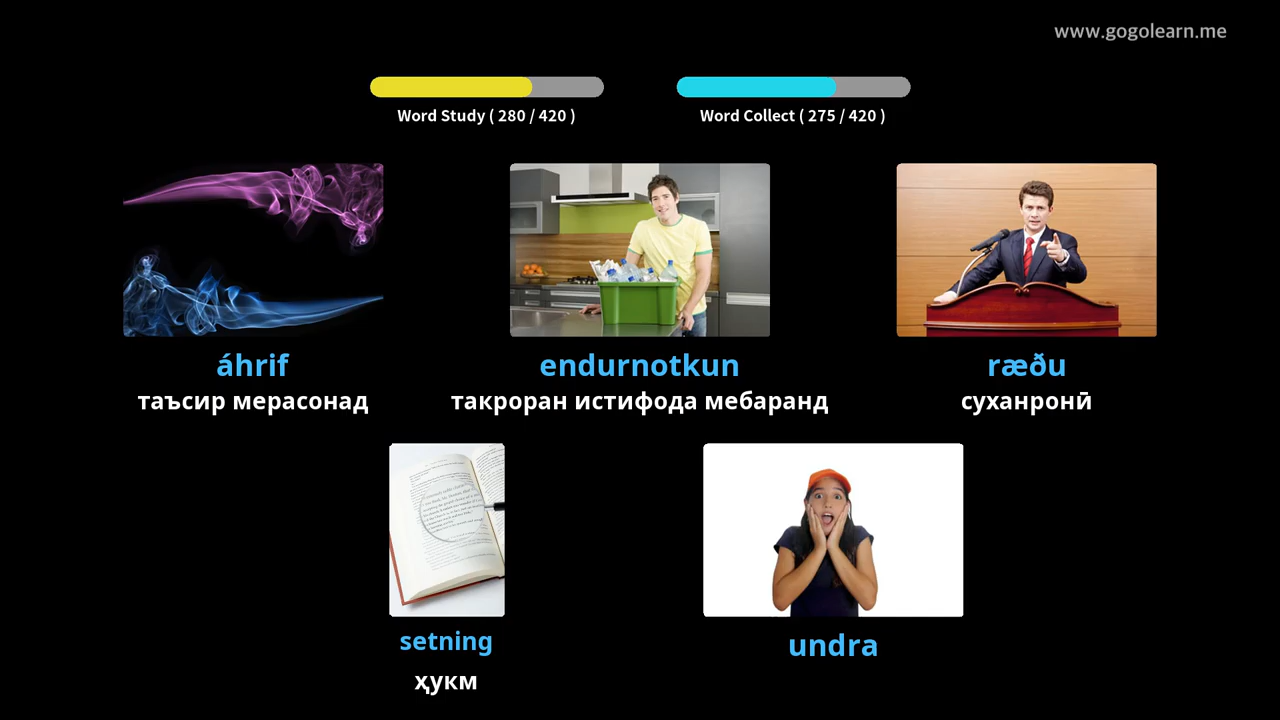 www.gogolearn.me
Word Study ( 280 / 420 )
Word Collect ( 275 / 420 )
áhrif
таъсир мерасонад
endurnotkun
такроран истифода мебаранд
ræðu
суханронӣ
setning
ҳукм
undra